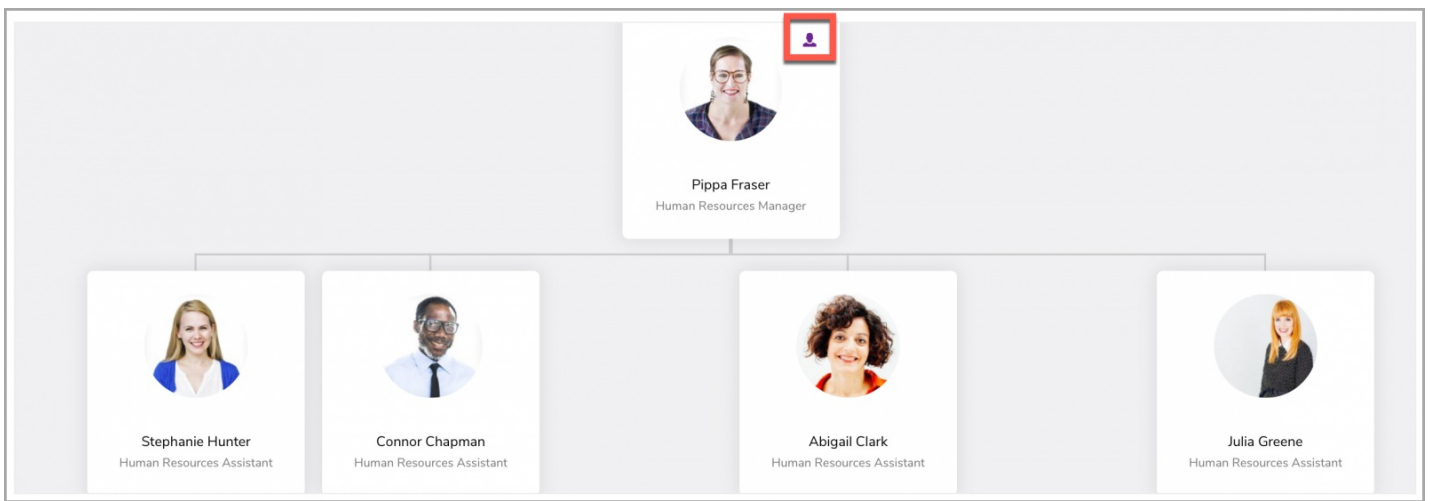 Pippa Fraser
Human Resources Manager
Stephanie Hunter
Human Resources Assistant
Connor Chapman
Human Resources Assistant
Abigail Clark
Human Resources Assistant
Julia Greene
Human Resources Assistant